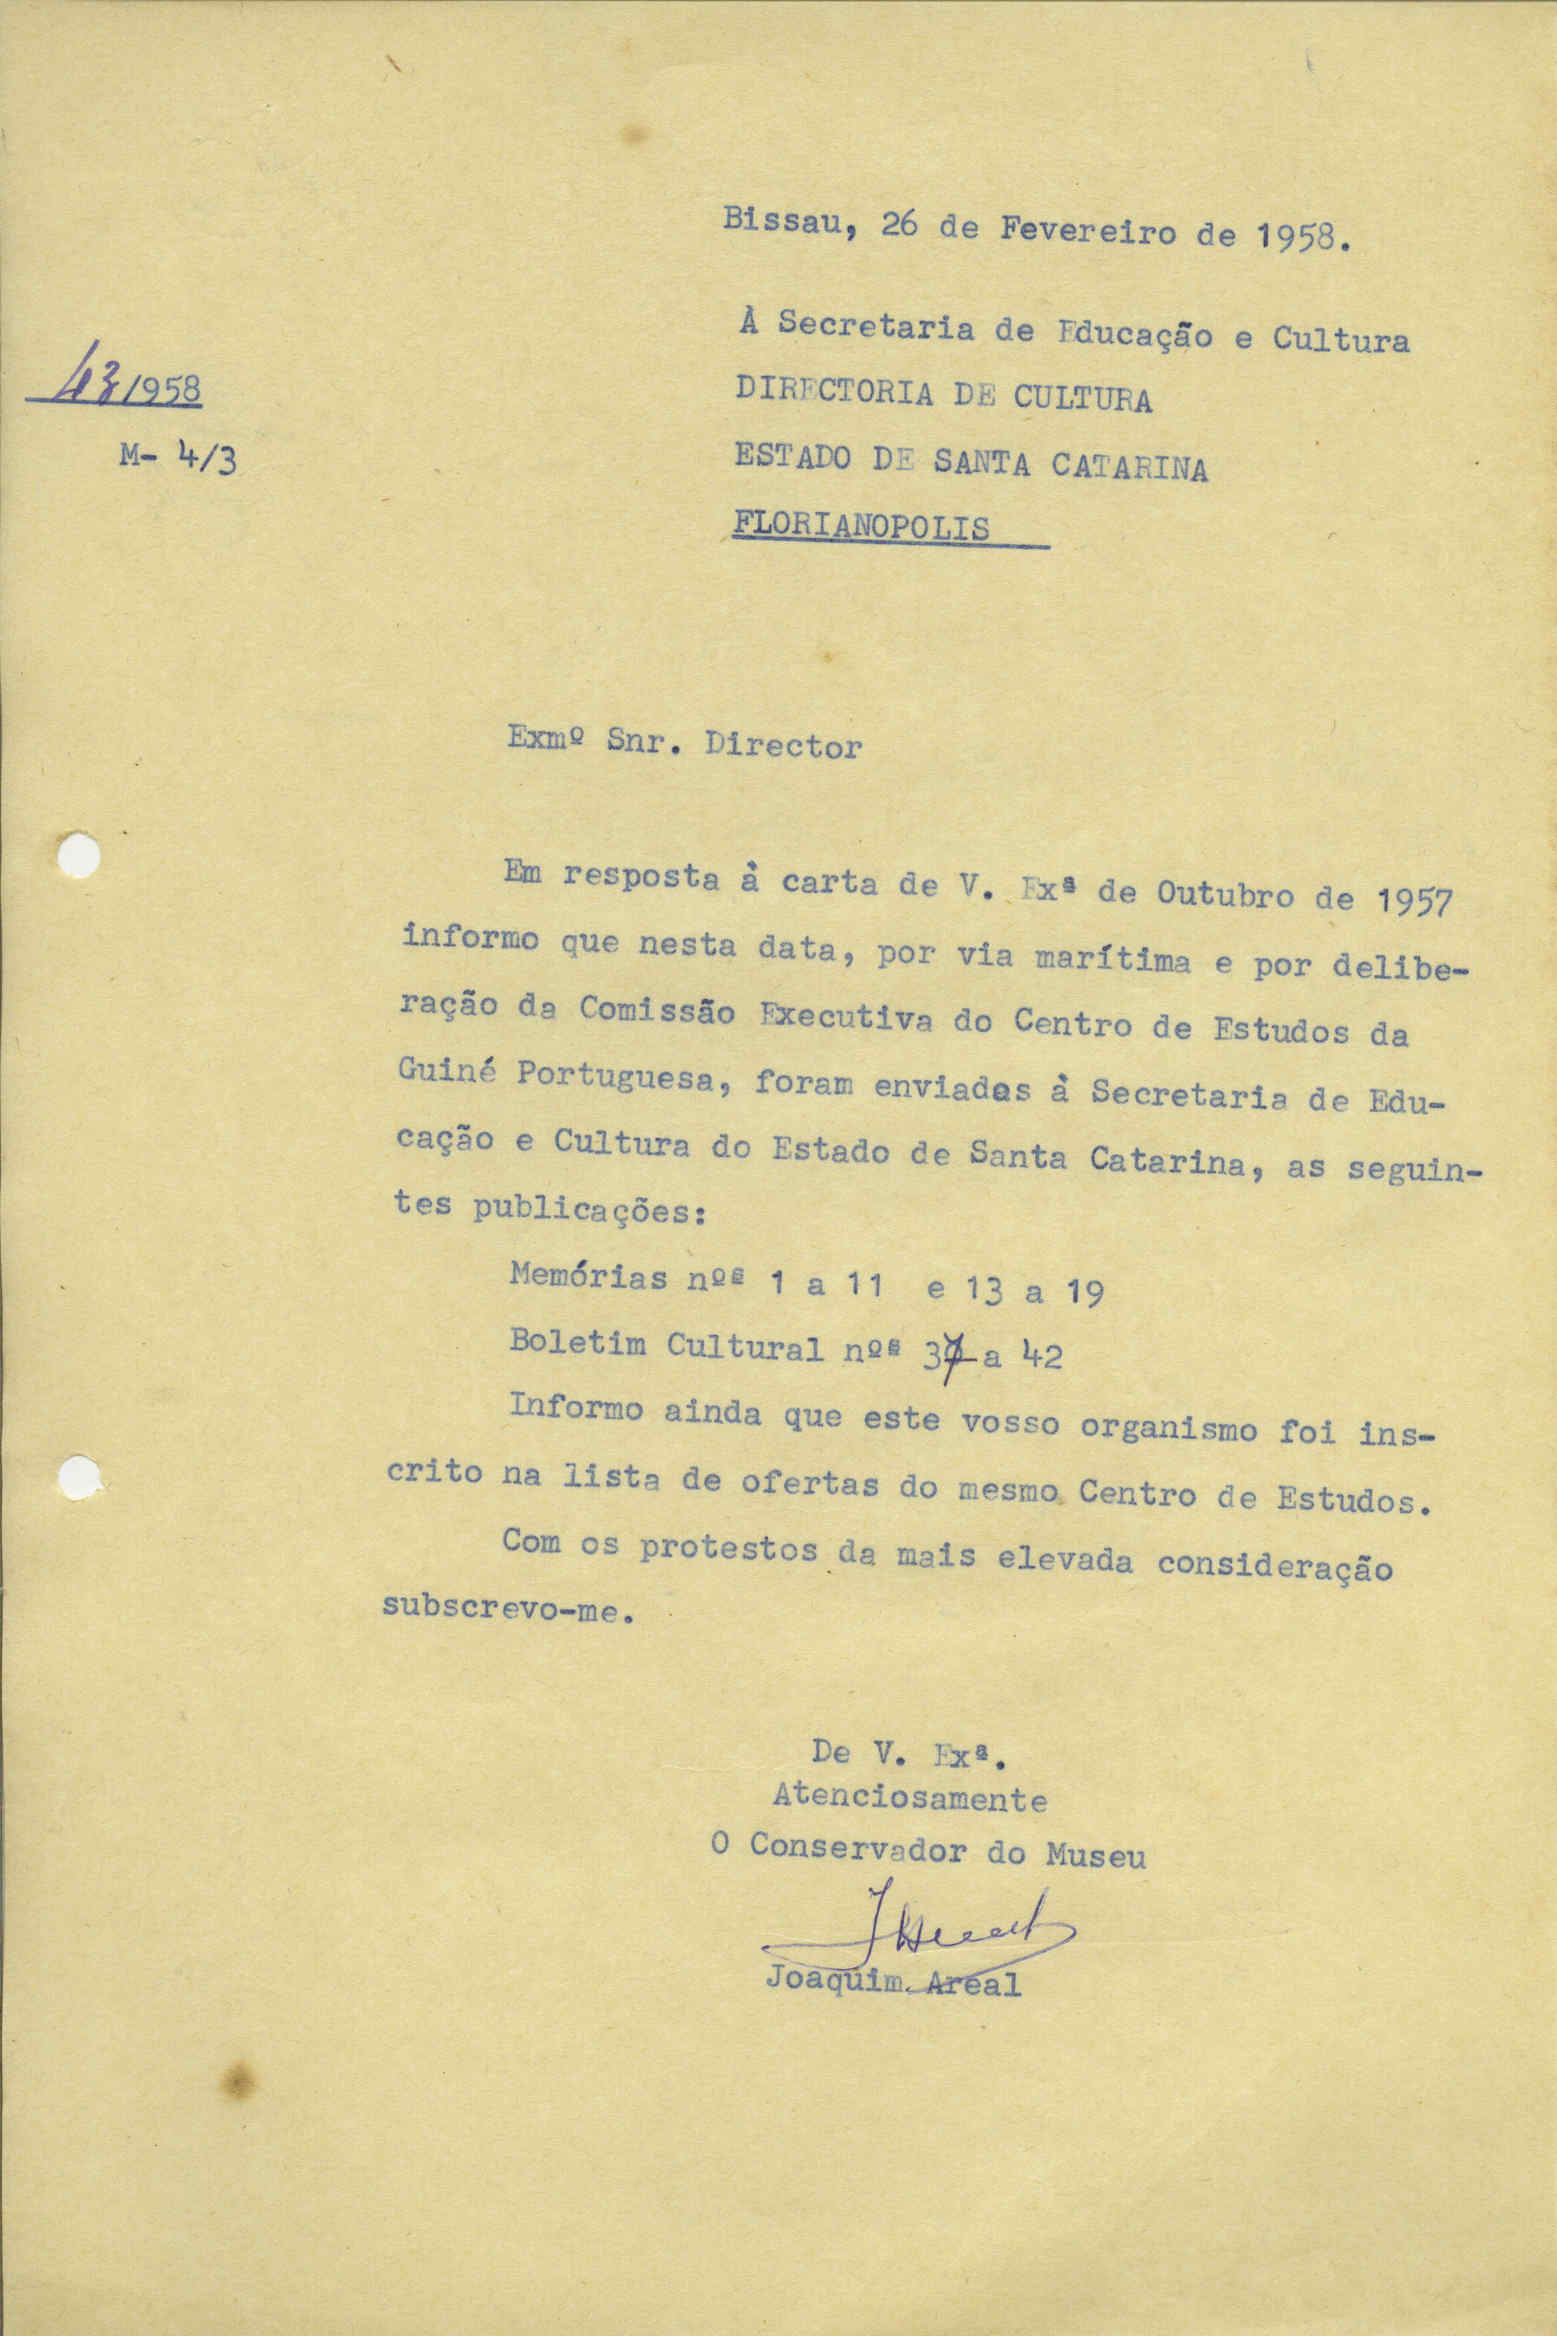 Bissau, 26 de Fevereiro de 1958.
À Secretaria de Educação e Cultura
43/1958
DIRECTORIA DE CULTURA
M- 4/3
ESTADO DE SANTA CATARINA
FLORIANOPOLIS
Exmº Snr. Director
Em resposta à carta de V. Exª de Outubro de 1957
informo que nesta data, por via marítima e por delibe-
ração da Comissão Executiva do Centro de Estudos da
Guiné Portuguesa, foram enviadas à Secretaria de Edu-
cação e Cultura do Estado de Santa Catarina, as seguin-
tes publicações:
Memórias nºs 1 a 11 e 13 a 19
Boletim Cultural nºs 37 a 42
Informo ainda que este vosso organismo foi ins-
crito na lista de ofertas do mesmo Centro de Estudos.
Com os protestos da mais elevada consideração
subscrevo-me.
De V. Exª.
Atenciosamente
O Conservador do Museu
Joaquim Areal